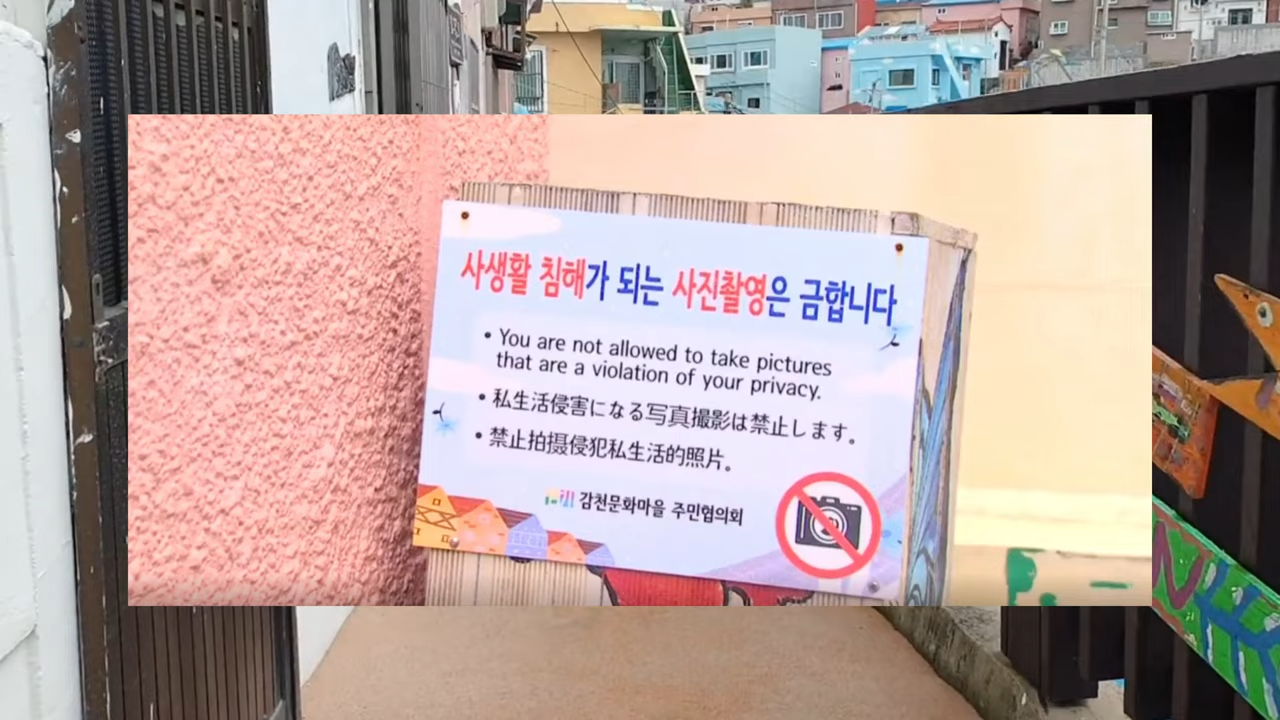 사생활 침해가 되는 사진촬영은 금합니다
• You are not allowed to take pictures
that are a violation of your privacy.
• 私生活侵害になる写真撮影は禁止します。
• 禁止拍摄侵犯私生活的照片。
감천문화마을 주민협의회